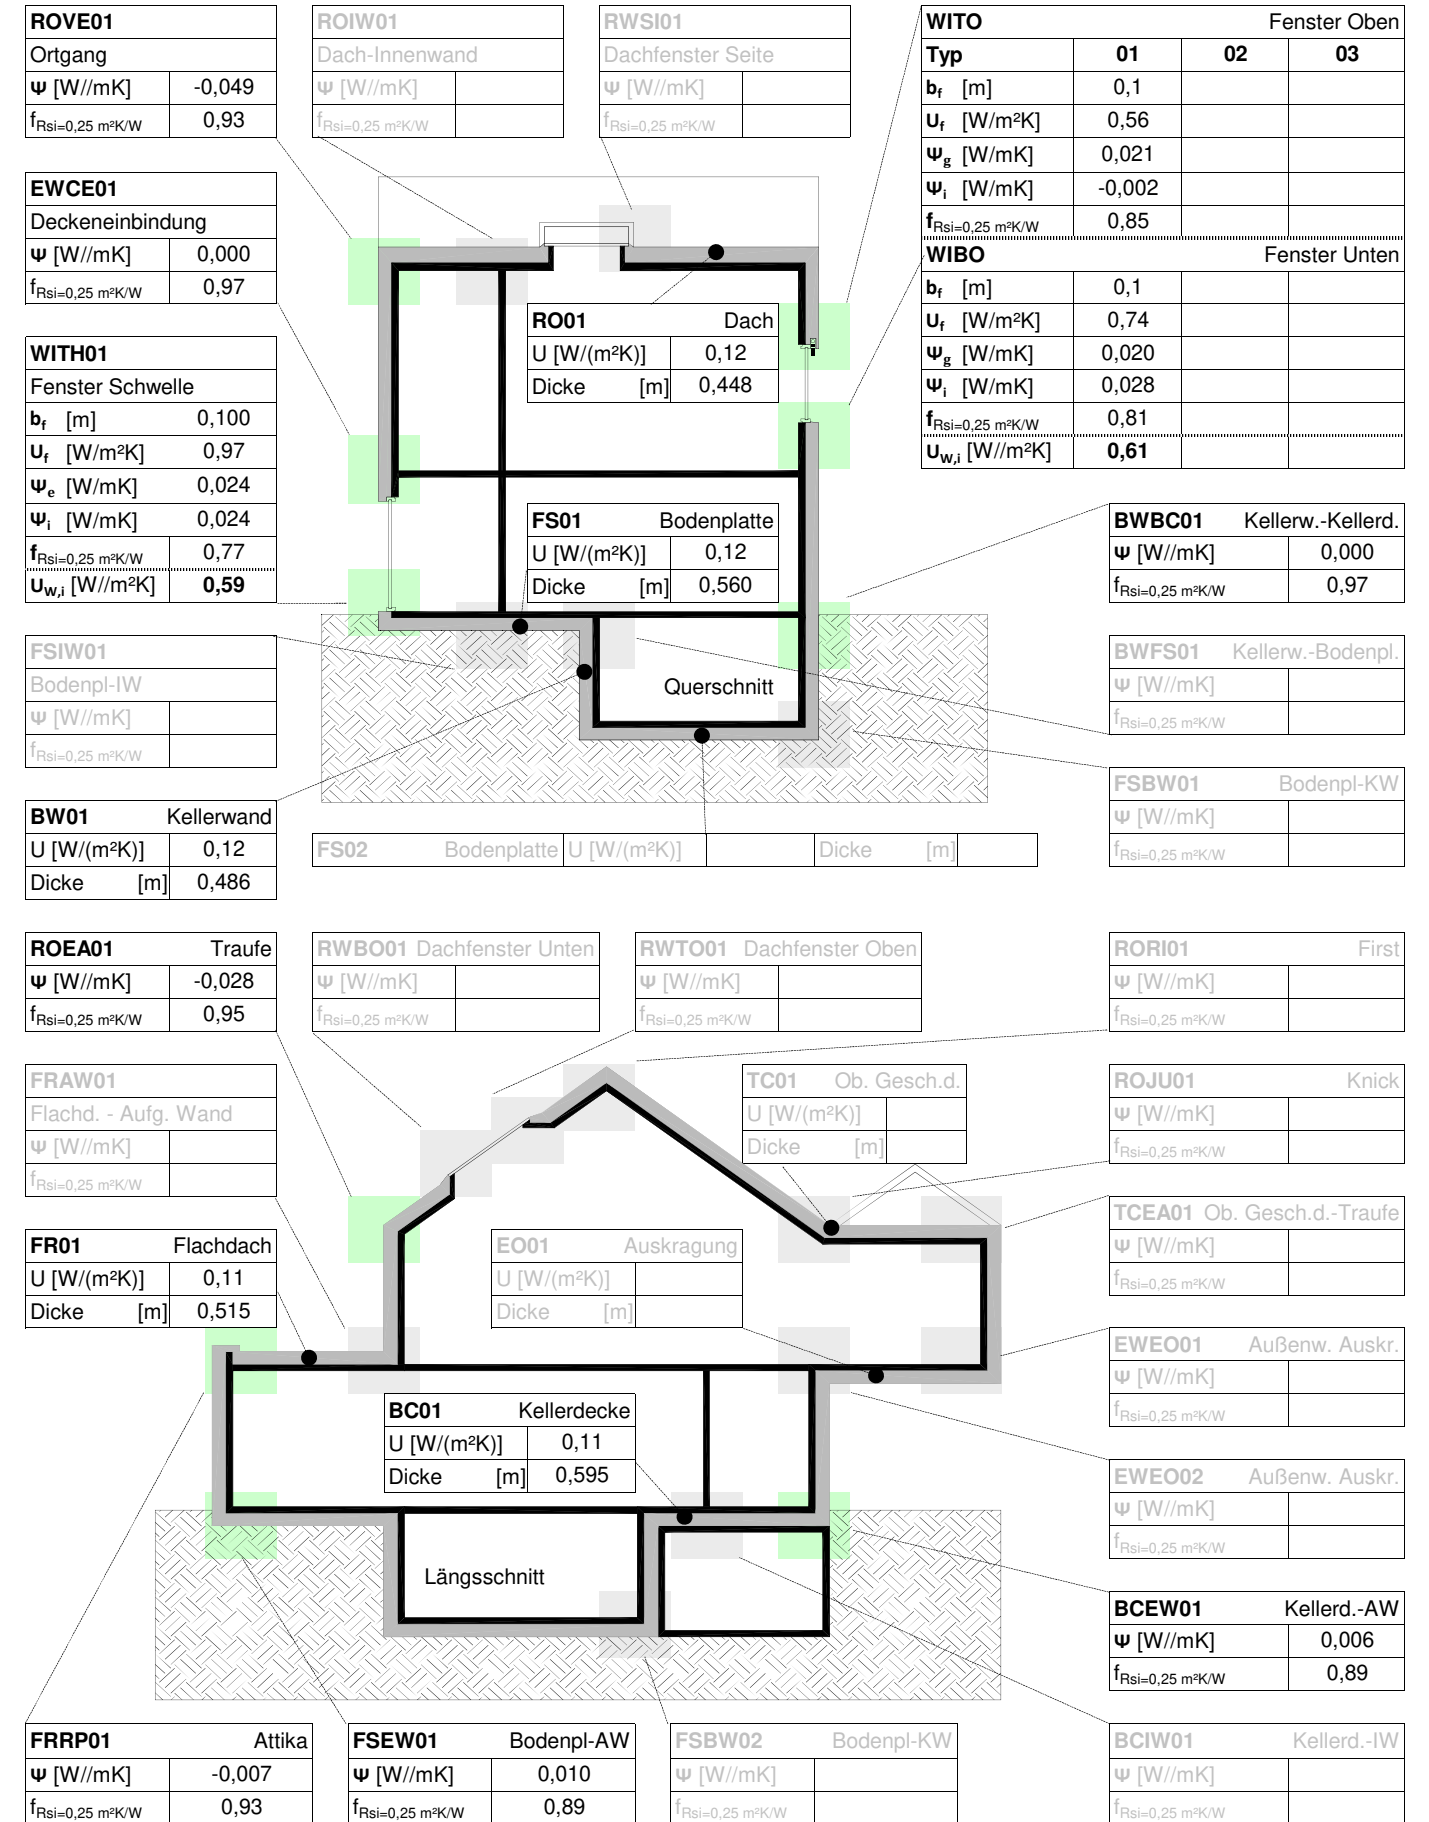 ROVE01
Ortgang
Ψ [W//mK] -0,049
fRsi=0,25 m²K/W 0,93
ROIW01
Dach-Innenwand
Ψ [W//mK]
fRsi=0,25 m²K/W
RWSI01
Dachfenster Seite
Ψ [W//mK]
fRsi=0,25 m²K/W
WITO Fenster Oben
Typ 01 02 03
bf [m] 0,1
Uf [W/m²K] 0,56
Ψg [W/mK] 0,021
Ψi [W/mK] -0,002
fRsi=0,25 m²K/W 0,85
WIBO Fenster Unten
bf [m] 0,1
Uf [W/m²K] 0,74
Ψg [W/mK] 0,020
Ψi [W/mK] 0,028
fRsi=0,25 m²K/W 0,81
Uw,i [W//m²K] 0,61
EWCE01
Deckeneinbindung
Ψ [W//mK] 0,000
fRsi=0,25 m²K/W 0,97
WITH01
Fenster Schwelle
bf [m] 0,100
Uf [W/m²K] 0,97
Ψe [W/mK] 0,024
Ψi [W/mK] 0,024
fRsi=0,25 m²K/W 0,77
Uw,i [W//m²K] 0,59
RO01 Dach
U [W/(m²K)] 0,12
Dicke [m] 0,448
FS01 Bodenplatte
U [W/(m²K)] 0,12
Dicke [m] 0,560
BWBC01 Kellerw.-Kellerd.
Ψ [W//mK] 0,000
fRsi=0,25 m²K/W 0,97
FSIW01
Bodenpl-IW
Ψ [W//mK]
fRsi=0,25 m²K/W
Querschnitt
BWFS01 Kellerw.-Bodenpl.
Ψ [W//mK]
fRsi=0,25 m²K/W
FSBW01 Bodenpl-KW
Ψ [W//mK]
fRsi=0,25 m²K/W
BW01 Kellerwand
U [W/(m²K)] 0,12
Dicke [m] 0,486
FS02 Bodenplatte U [W/(m²K)] Dicke [m]
ROEA01 Traufe
Ψ [W//mK] -0,028
fRsi=0,25 m²K/W 0,95
RWBO01 Dachfenster Unten
Ψ [W//mK]
fRsi=0,25 m²K/W
RWTO01 Dachfenster Oben
Ψ [W//mK]
fRsi=0,25 m²K/W
RORI01 First
Ψ [W//mK]
fRsi=0,25 m²K/W
FRAW01
Flachd. - Aufg. Wand
Ψ [W//mK]
fRsi=0,25 m²K/W
TC01 Ob. Gesch.d.
U [W/(m²K)]
Dicke [m]
ROJU01 Knick
Ψ [W//mK]
fRsi=0,25 m²K/W
TCEA01 Ob. Gesch.d.-Traufe
Ψ [W//mK]
fRsi=0,25 m²K/W
FR01 Flachdach
U [W/(m²K)] 0,11
Dicke [m] 0,515
EO01 Auskragung
U [W/(m²K)]
Dicke [m]
EWEO01 Außenw. Auskr.
Ψ [W//mK]
fRsi=0,25 m²K/W
BC01 Kellerdecke
U [W/(m²K)] 0,11
Dicke [m] 0,595
EWEO02 Außenw. Auskr.
Ψ [W//mK]
fRsi=0,25 m²K/W
Längsschnitt
BCEW01 Kellerd.-AW
Ψ [W//mK] 0,006
fRsi=0,25 m²K/W 0,89
FRRP01 Attika
Ψ [W//mK] -0,007
fRsi=0,25 m²K/W 0,93
FSEW01 Bodenpl-AW
Ψ [W//mK] 0,010
fRsi=0,25 m²K/W 0,89
FSBW02 Bodenpl-KW
Ψ [W//mK]
fRsi=0,25 m²K/W
BCIW01 Kellerd.-IW
Ψ [W//mK]
fRsi=0,25 m²K/W